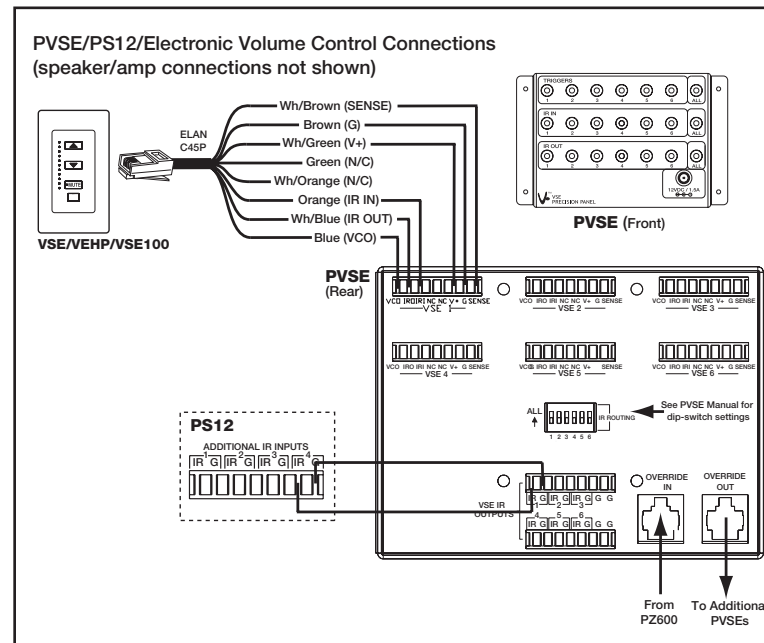 PVSE/PS12/Electronic Volume Control Connections
(speaker/amp connections not shown)
ELAN
C45P
Wh/Brown (SENSE)
Brown (G)
Wh/Green (V+)
Green (N/C)
Wh/Orange (N/C)
Orange (IR IN)
Wh/Blue (IR OUT)
Blue (VCO)
MUTE
VSE/VEHP/VSE100
TRIGGERS
1 2 3 4 5 6 ALL
IR IN
1 2 3 4 5 6 ALL
IR OUT
1 2 3 4 5 6 ALL
12VDC / 1.5A
VSE
PRECISION PANEL
PVSE (Front)
PVSE
(Rear)
VCO IRO IRI NC NC V+ G SENSE
VSE 1
VCO IRO IRI NC NC V+ G SENSE
VSE 2
VCO IRO IRI NC NC V+ G SENSE
VSE 3
VCO IRO IRI NC NC V+ G SENSE
VSE 4
VCO IRO IRI NC NC V+ SENSE
VSE 5
VCO IRO IRI NC NC V+ G SENSE
VSE 6
ALL
1 2 3 4 5 6
IR ROUTING
See PVSE Manual for
dip-switch settings
PS12
ADDITIONAL IR INPUTS
1 2 3 4
IR G IR G IR G IR G
VSE IR
OUTPUTS
IR G IR G IR G G G
1 2 3
4 5 6
IR G IR G IR G G G
OVERRIDE
IN
OVERRIDE
OUT
From
PZ600
To Additiona
PVSEs